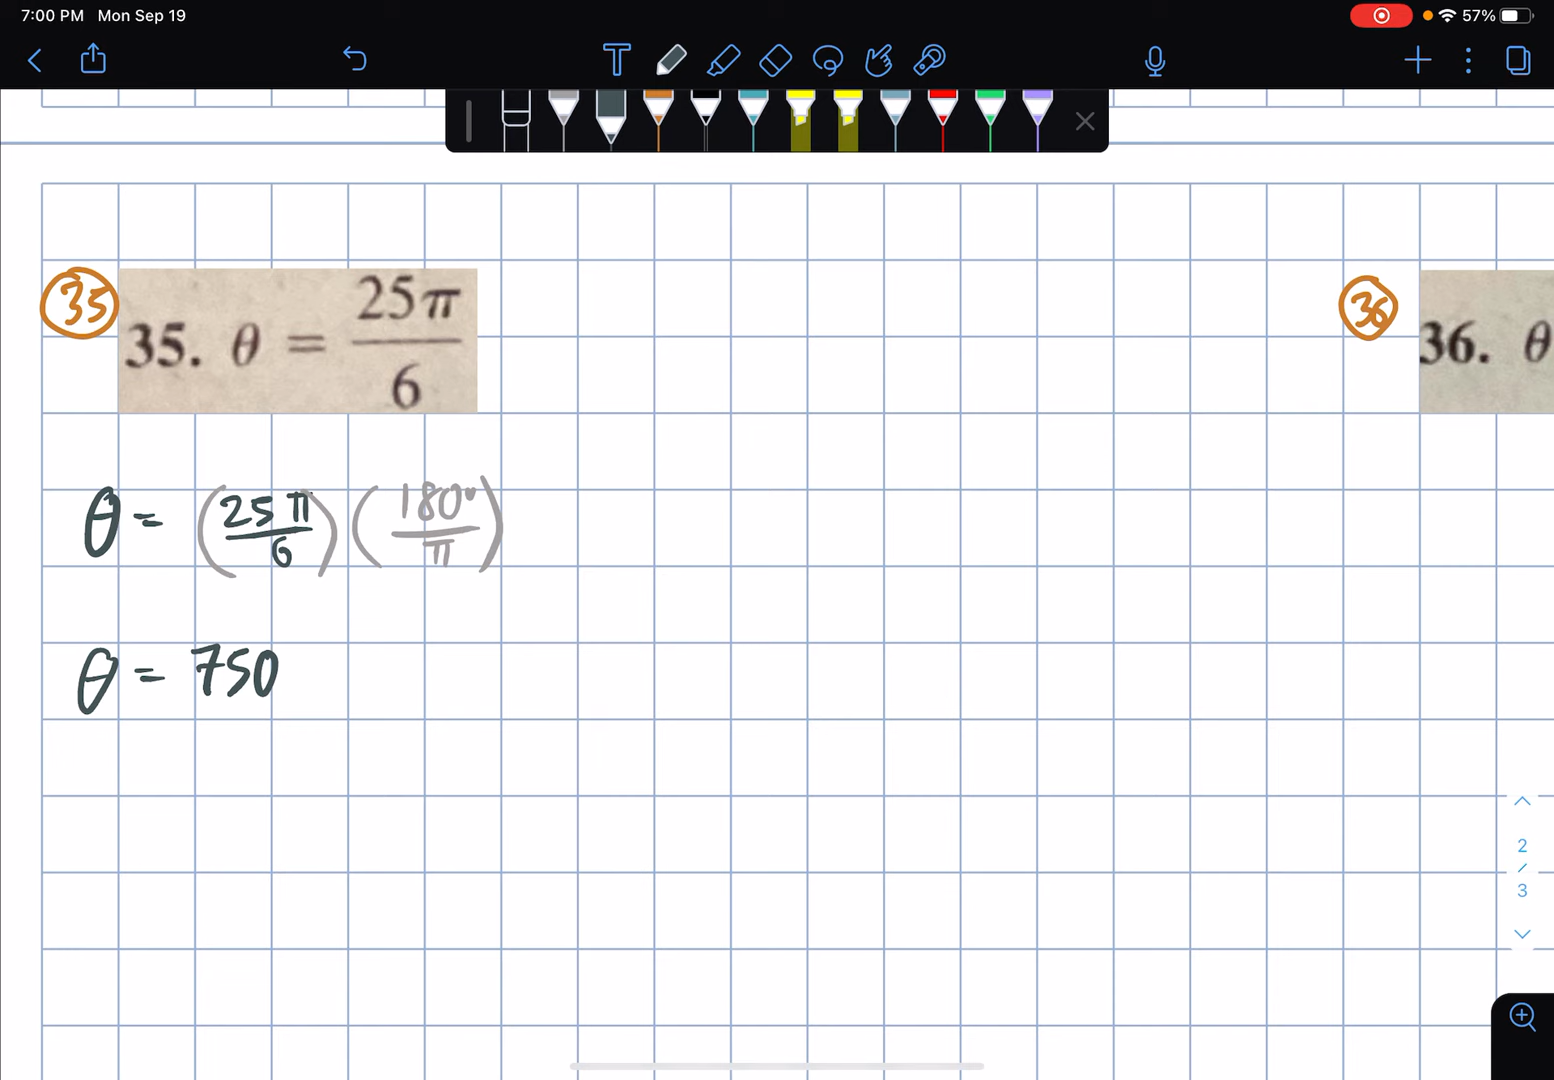 7:00 PM Mon Sep 19
57%
35
35. θ = 25π/6
36
36. θ
θ = (25π/6)(180°/π)
θ = 750
2
/
3